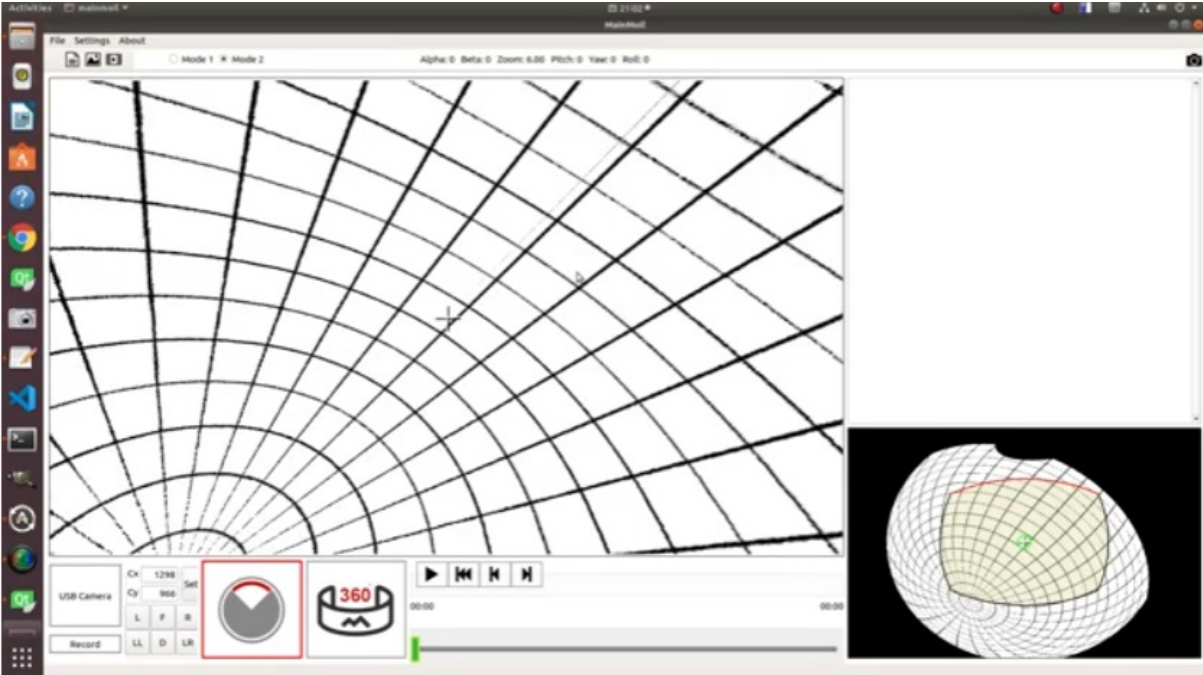 Activities mainmoil 21:02
MainMoil
File Settings About
Mode 1 Mode 2 Alpha: 0 Beta: 0 Zoom: 6.00 Pitch: 0 Yaw: 0 Roll: 0
USB Camera
Cx 1298
Cy 966
Set
L F R
Record
LL D LR
360
00:00 00:00